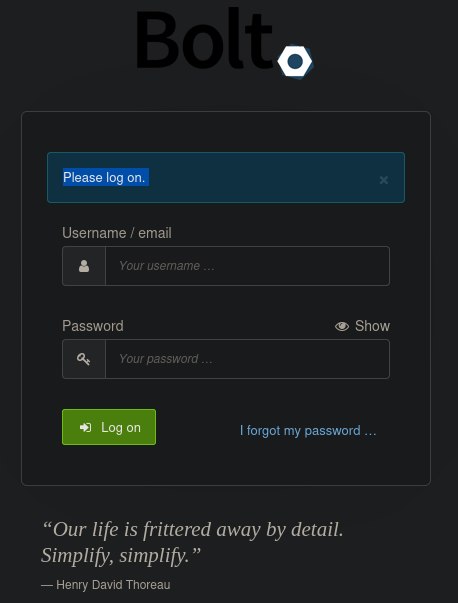 Bolt
Please log on.
×
Username / email
Your username …
Password
Show
Your password …
Log on
I forgot my password …
“Our life is frittered away by detail.
Simplify, simplify.”
— Henry David Thoreau